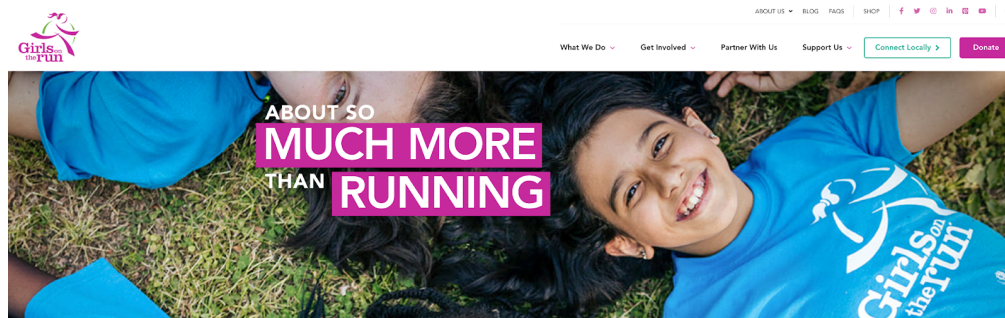 ABOUT US
BLOG
FAQS
SHOP
Girls on
the run
What We Do
Get Involved
Partner With Us
Support Us
Connect Locally
Donate
ABOUT SO
MUCH MORE
THAN RUNNING
Girls on
the run